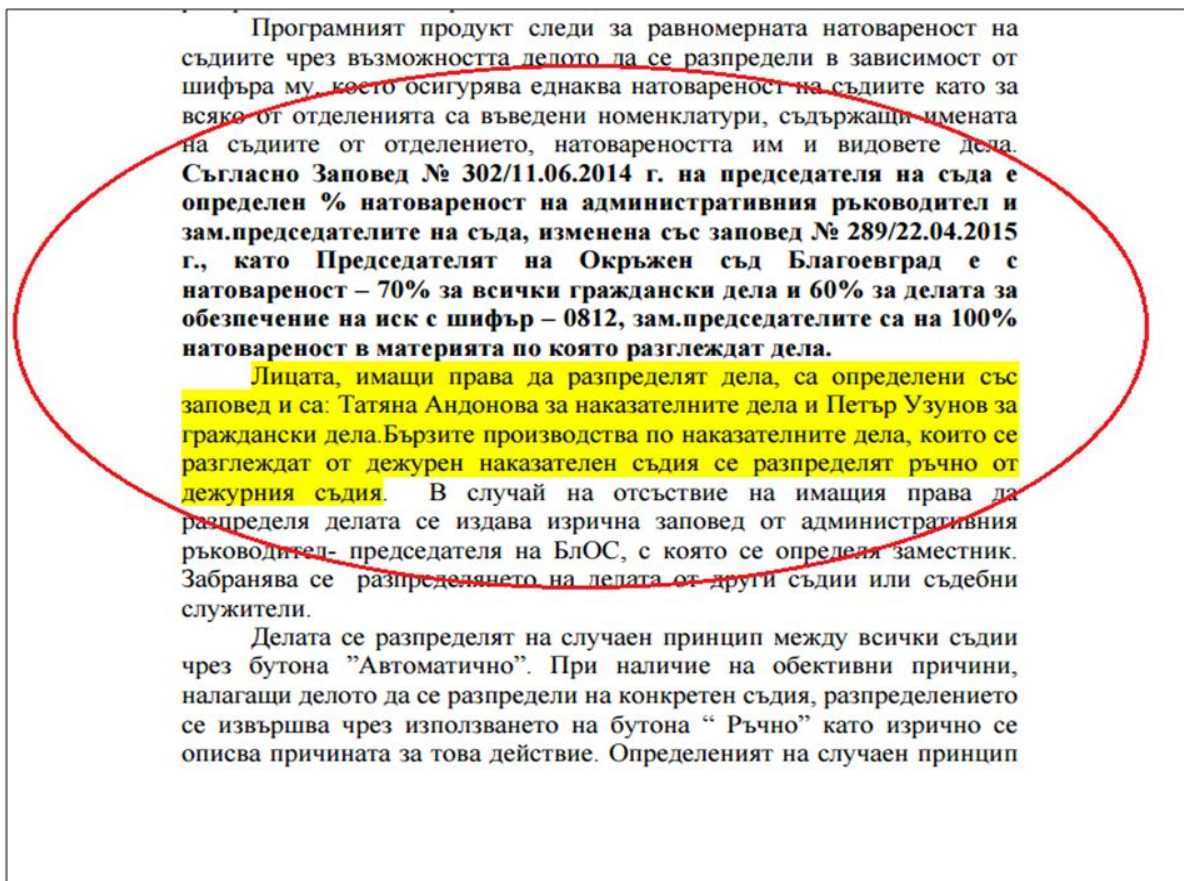 Програмният продукт следи за равномерната натовареност на
съдиите чрез възможността делото да се разпредели в зависимост от
шифъра му, което осигурява еднаква натовареност на съдиите като за
всяко от отделенията са въведени номенклатури, съдържащи имената
на съдиите от отделението, натовареността им и видовете дела.
Съгласно Заповед № 302/11.06.2014 г. на председателя на съда е
определен % натовареност на административния ръководител и
зам.председателите на съда, изменена със заповед № 289/22.04.2015
г., като Председателят на Окръжен съд Благоевград е с
натовареност – 70% за всички граждански дела и 60% за делата за
обезпечение на иск с шифър – 0812, зам.председателите са на 100%
натовареност в материята по която разглеждат дела.
Лицата, имащи права да разпределят дела, са определени със
заповед и са: Татяна Андонова за наказателните дела и Петър Узунов за
граждански дела.Бързите производства по наказателните дела, които се
разглеждат от дежурен наказателен съдия се разпределят ръчно от
дежурния съдия. В случай на отсъствие на имащия права да
разпределя делата се издава изрична заповед от административния
ръководител- председателя на БлОС, с която се определя заместник.
Забранява се разпределянето на делата от други съдии или съдебни
служители.
Делата се разпределят на случаен принцип между всички съдии
чрез бутона ”Автоматично”. При наличие на обективни причини,
налагащи делото да се разпредели на конкретен съдия, разпределението
се извършва чрез използването на бутона “ Ръчно” като изрично се
описва причината за това действие. Определеният на случаен принцип